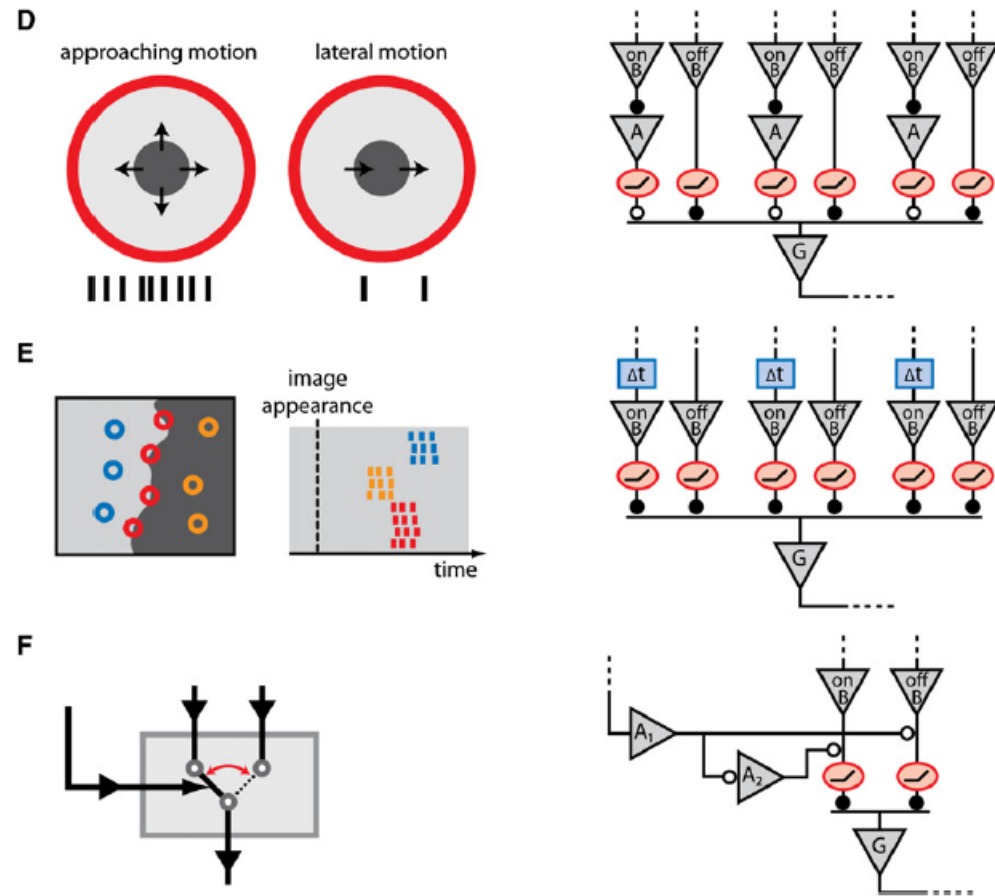 D
approaching motion
lateral motion
on B
off B
on B
off B
on B
off B
A
A
A
G
E
image
appearance
time
Δt
Δt
Δt
on B
off B
on B
off B
on B
off B
G
F
on B
off B
A1
A2
G